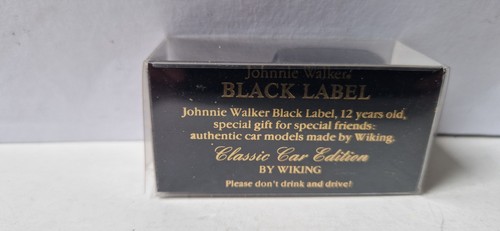 Johnnie Walker
BLACK LABEL
Johnnie Walker Black Label, 12 years old,
special gift for special friends:
authentic car models made by Wiking.
Classic Car Edition
BY WIKING
Please don't drink and drive!